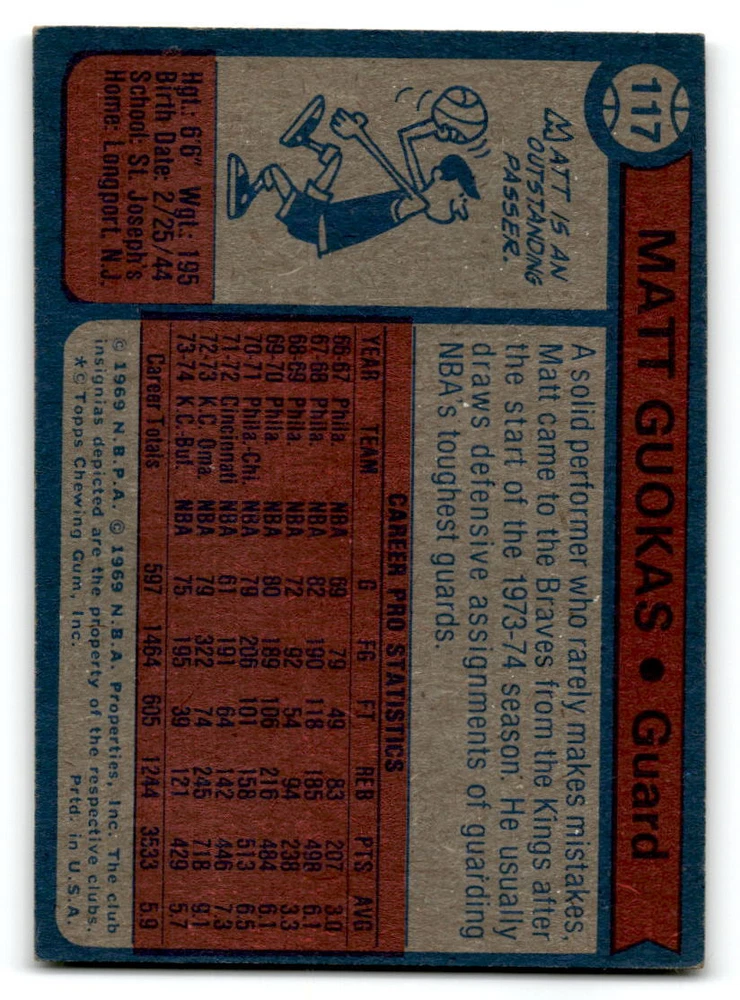 117
MATT GUOKAS • Guard
MATT IS AN
OUTSTANDING
PASSER.
Hgt.: 6'6" Wgt.: 195
Birth Date: 2/25/44
School: St. Joseph's
Home: Longport, N.J.
A solid performer who rarely makes mistakes,
Matt came to the Braves from the Kings after
the start of the 1973-74 season. He usually
draws defensive assignments of guarding
NBA's toughest guards.
CAREER PRO STATISTICS
YEAR TEAM G FG FT REB PTS AVG
66-67 Phila. NBA 69 79 49 83 207 3.0
67-68 Phila. NBA 82 190 118 185 498 6.1
68-69 Phila. NBA 72 92 54 94 238 3.3
69-70 Phila. NBA 80 189 106 216 484 6.1
70-71 Phila.-Chi. NBA 79 206 101 158 513 6.5
71-72 Cincinnati NBA 61 191 64 142 446 7.3
72-73 K.C. Oma. NBA 79 322 74 245 718 9.1
73-74 K.C.-Buf. NBA 75 195 39 121 429 5.7
Career Totals 597 1464 605 1244 3533 5.9
© 1969 N.B.P.A. © 1969 N.B.A. Properties, Inc. The club
insignias depicted are the property of the respective clubs.
*© Topps Chewing Gum, Inc. Prtd. in U.S.A.